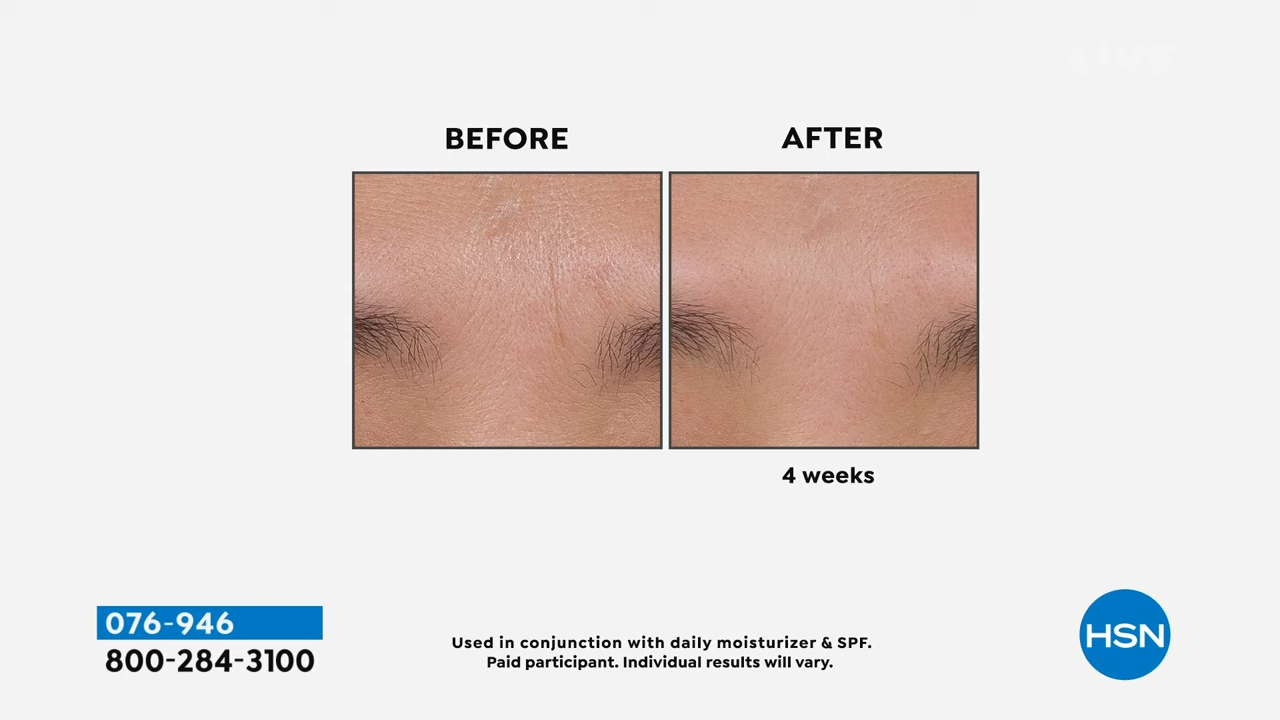 BEFORE
AFTER
4 weeks
076-946
800-284-3100
Used in conjunction with daily moisturizer & SPF.
Paid participant. Individual results will vary.
HSN